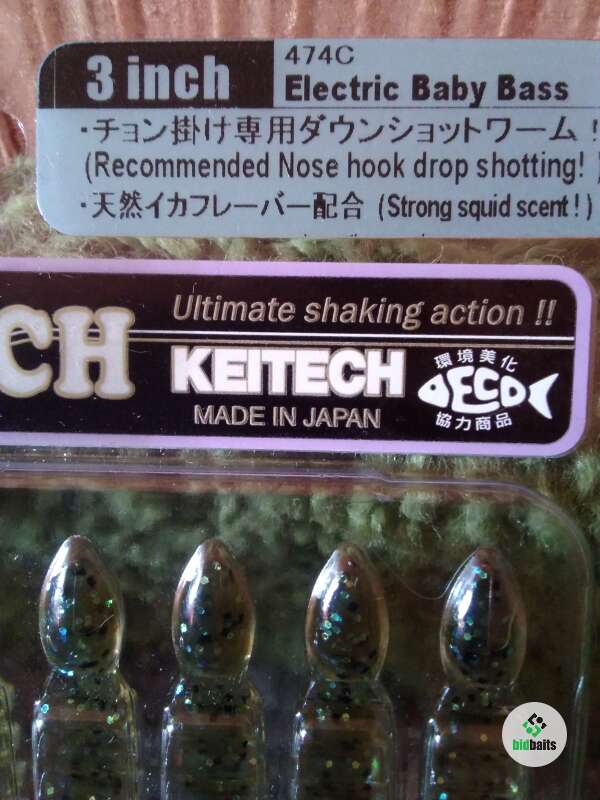 3 inch
474C
Electric Baby Bass
・チョン掛け専用ダウンショットワーム!
(Recommended Nose hook drop shotting! )
・天然イカフレーバー配合 (Strong squid scent!)
CH
Ultimate shaking action !!
KEITECH
MADE IN JAPAN
環境美化
ECO
協力商品
bidbaits